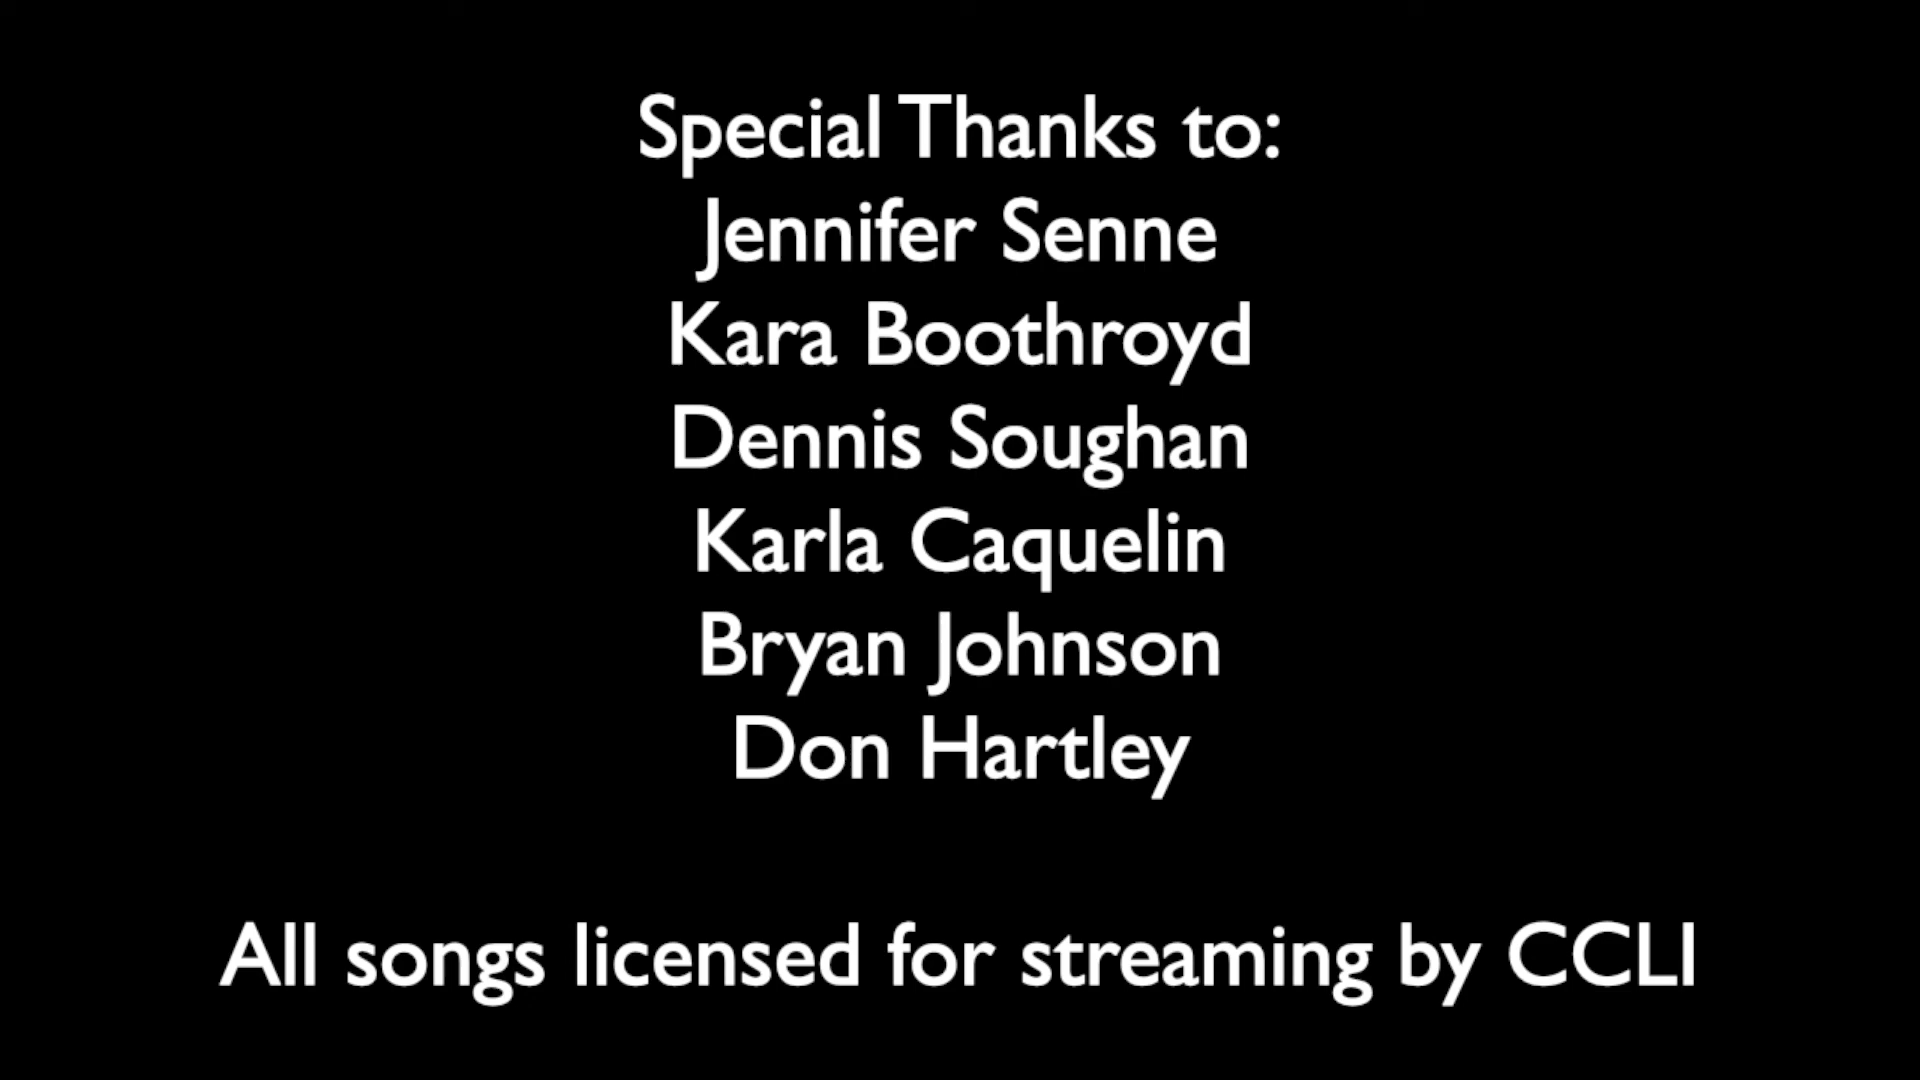 Special Thanks to:
Jennifer Senne
Kara Boothroyd
Dennis Soughan
Karla Caquelin
Bryan Johnson
Don Hartley
All songs licensed for streaming by CCLI